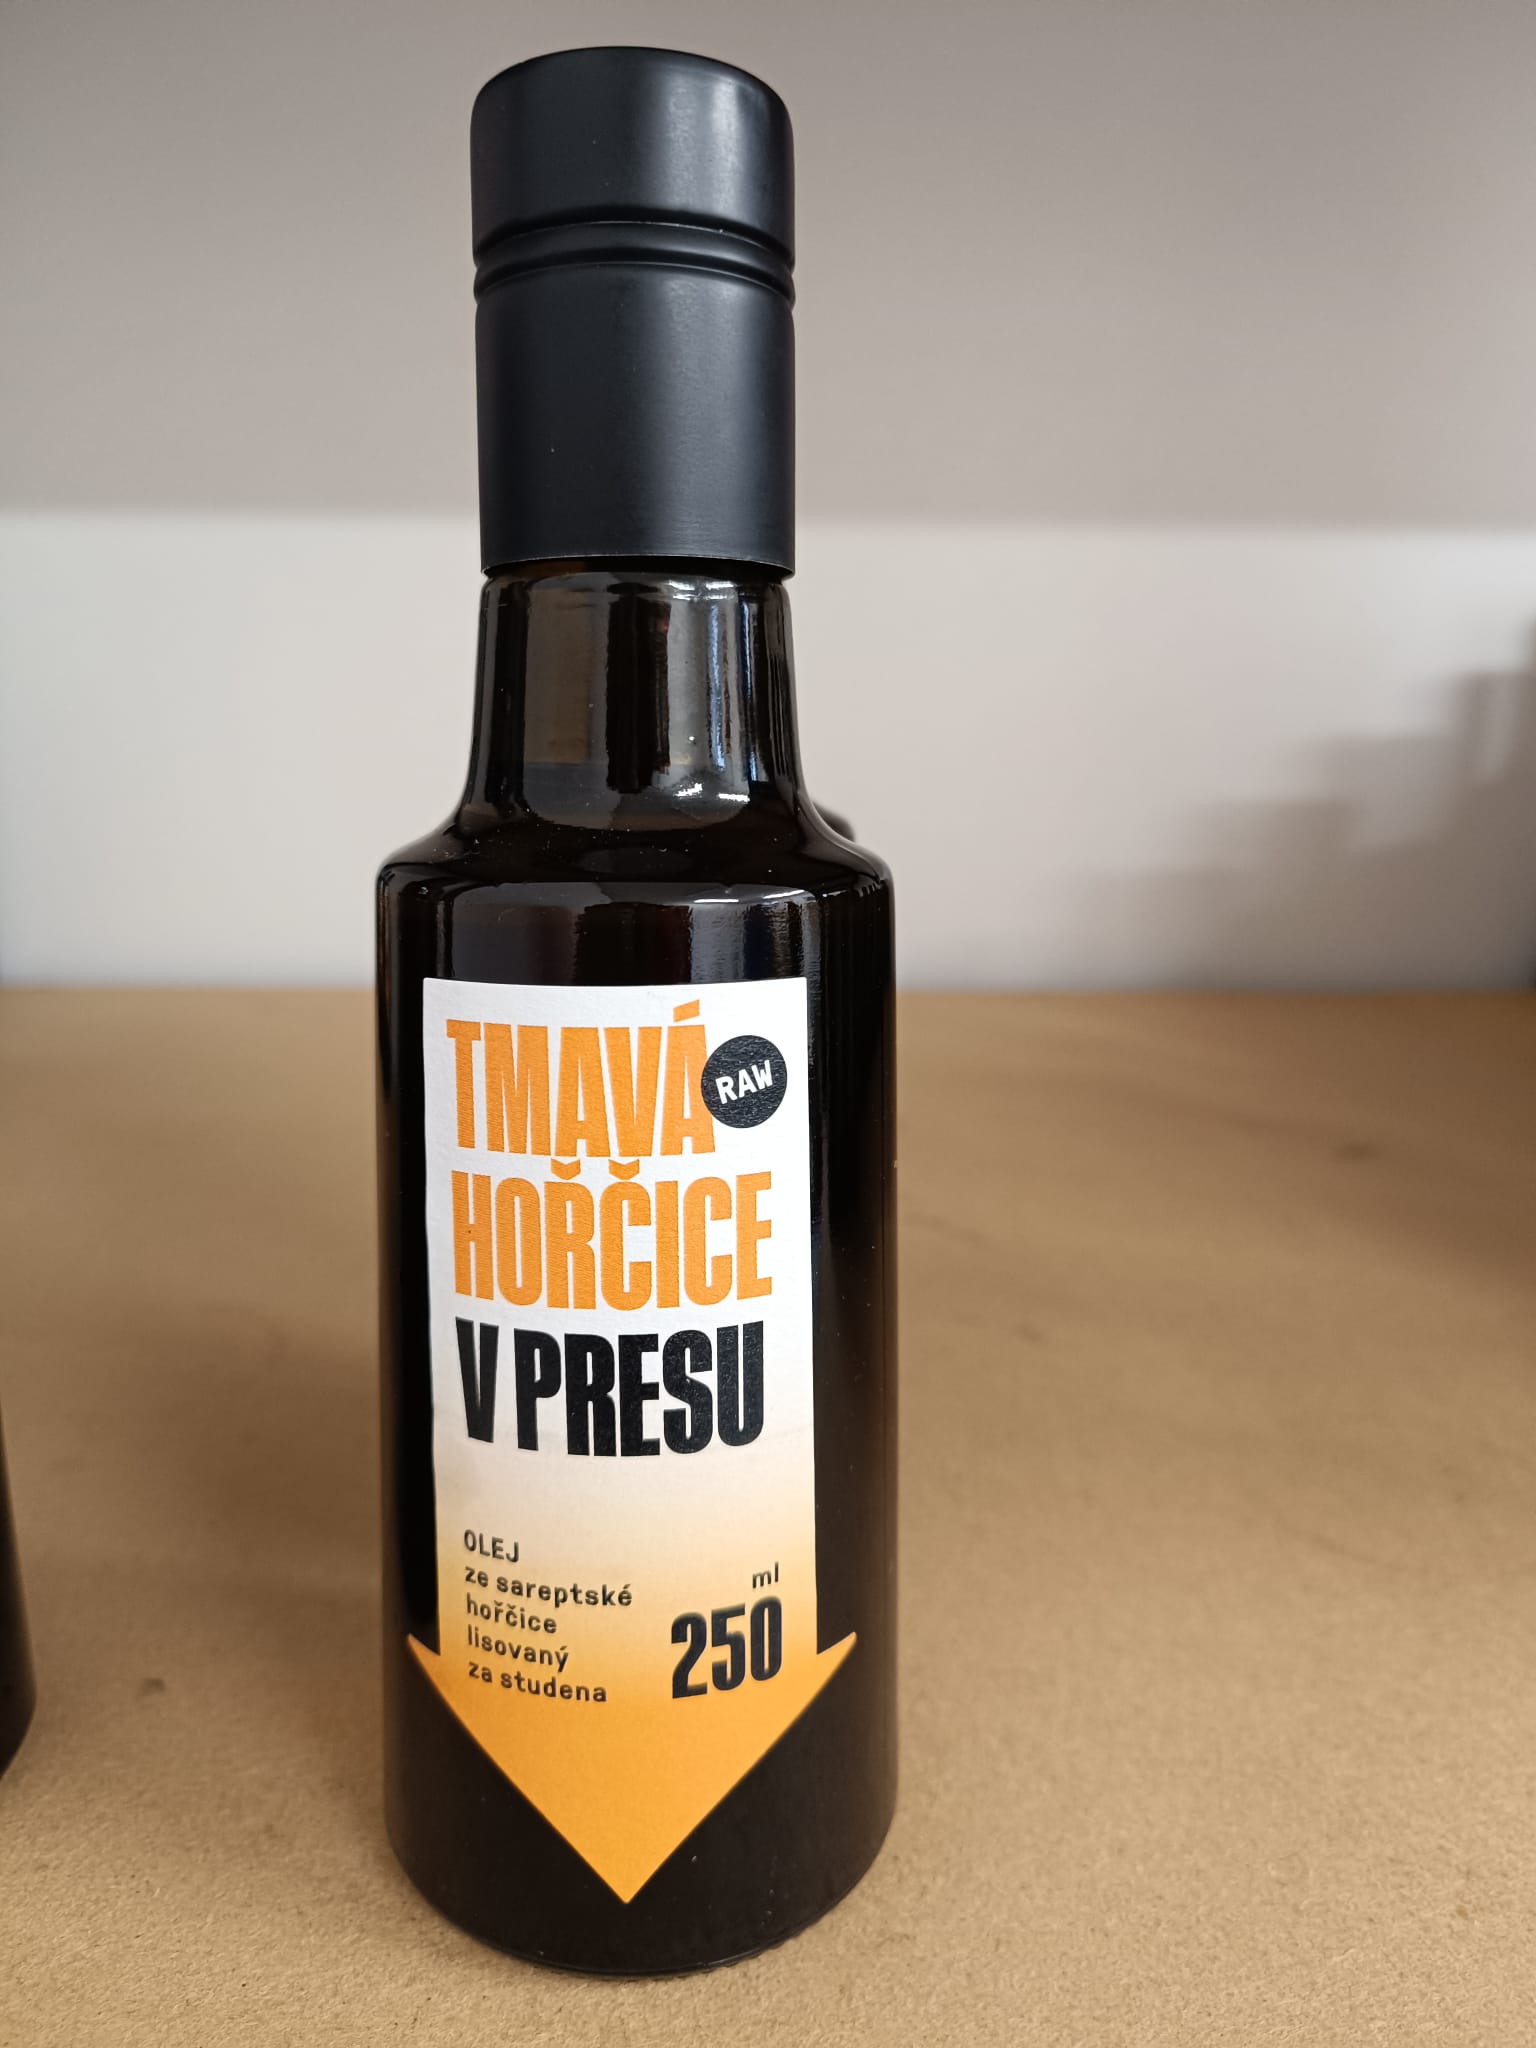 TMAVÁ
RAW
HOŘČICE
V PRESU
OLEJ
ze sareptské
hořčice
lisovaný
za studena
ml
250